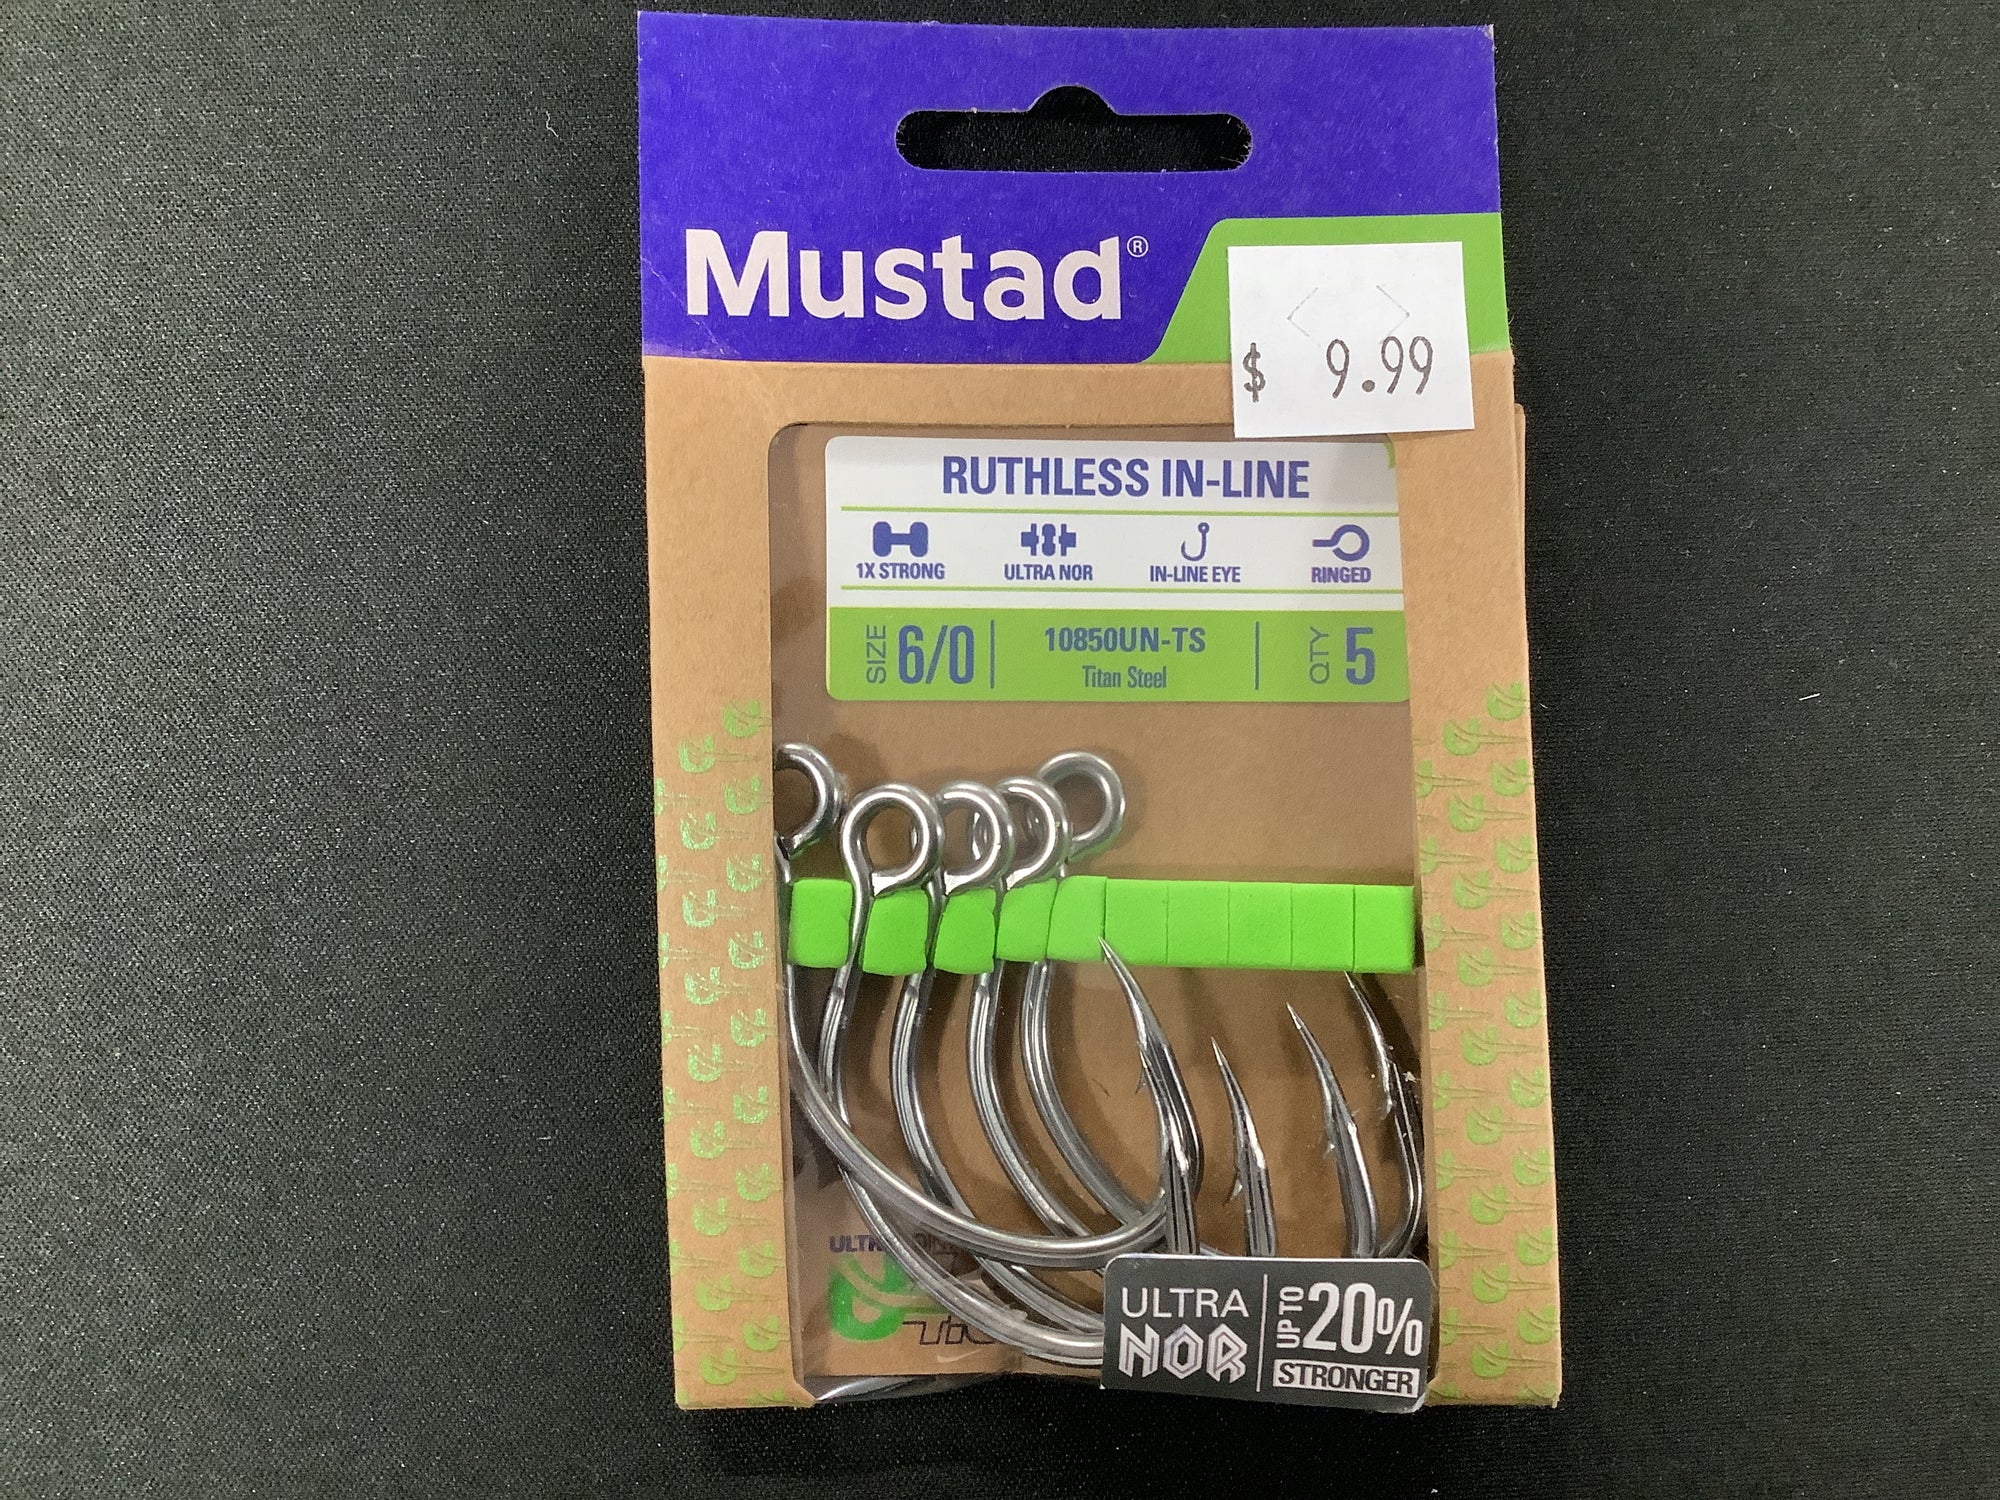 Mustad®
$ 9.99
RUTHLESS IN-LINE
1X STRONG ULTRA NOR IN-LINE EYE RINGED
SIZE 6/0 10850UN-TS Titan Steel QTY 5
ULTRA NOR
UP TO 20% STRONGER